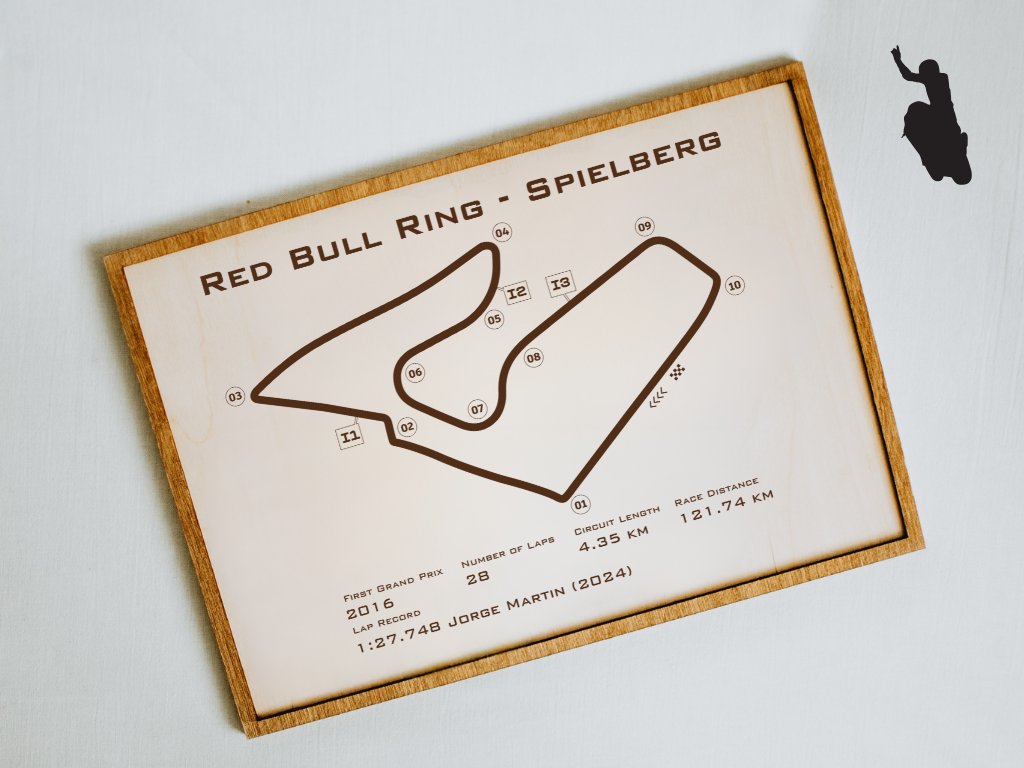 Red Bull Ring - Spielberg
04
09
I2
I3
10
05
08
06
03
07
02
I1
01
First Grand Prix
2016
Number of Laps
28
Circuit Length
4.35 km
Race Distance
121.74 km
Lap Record
1:27.748 Jorge Martin (2024)